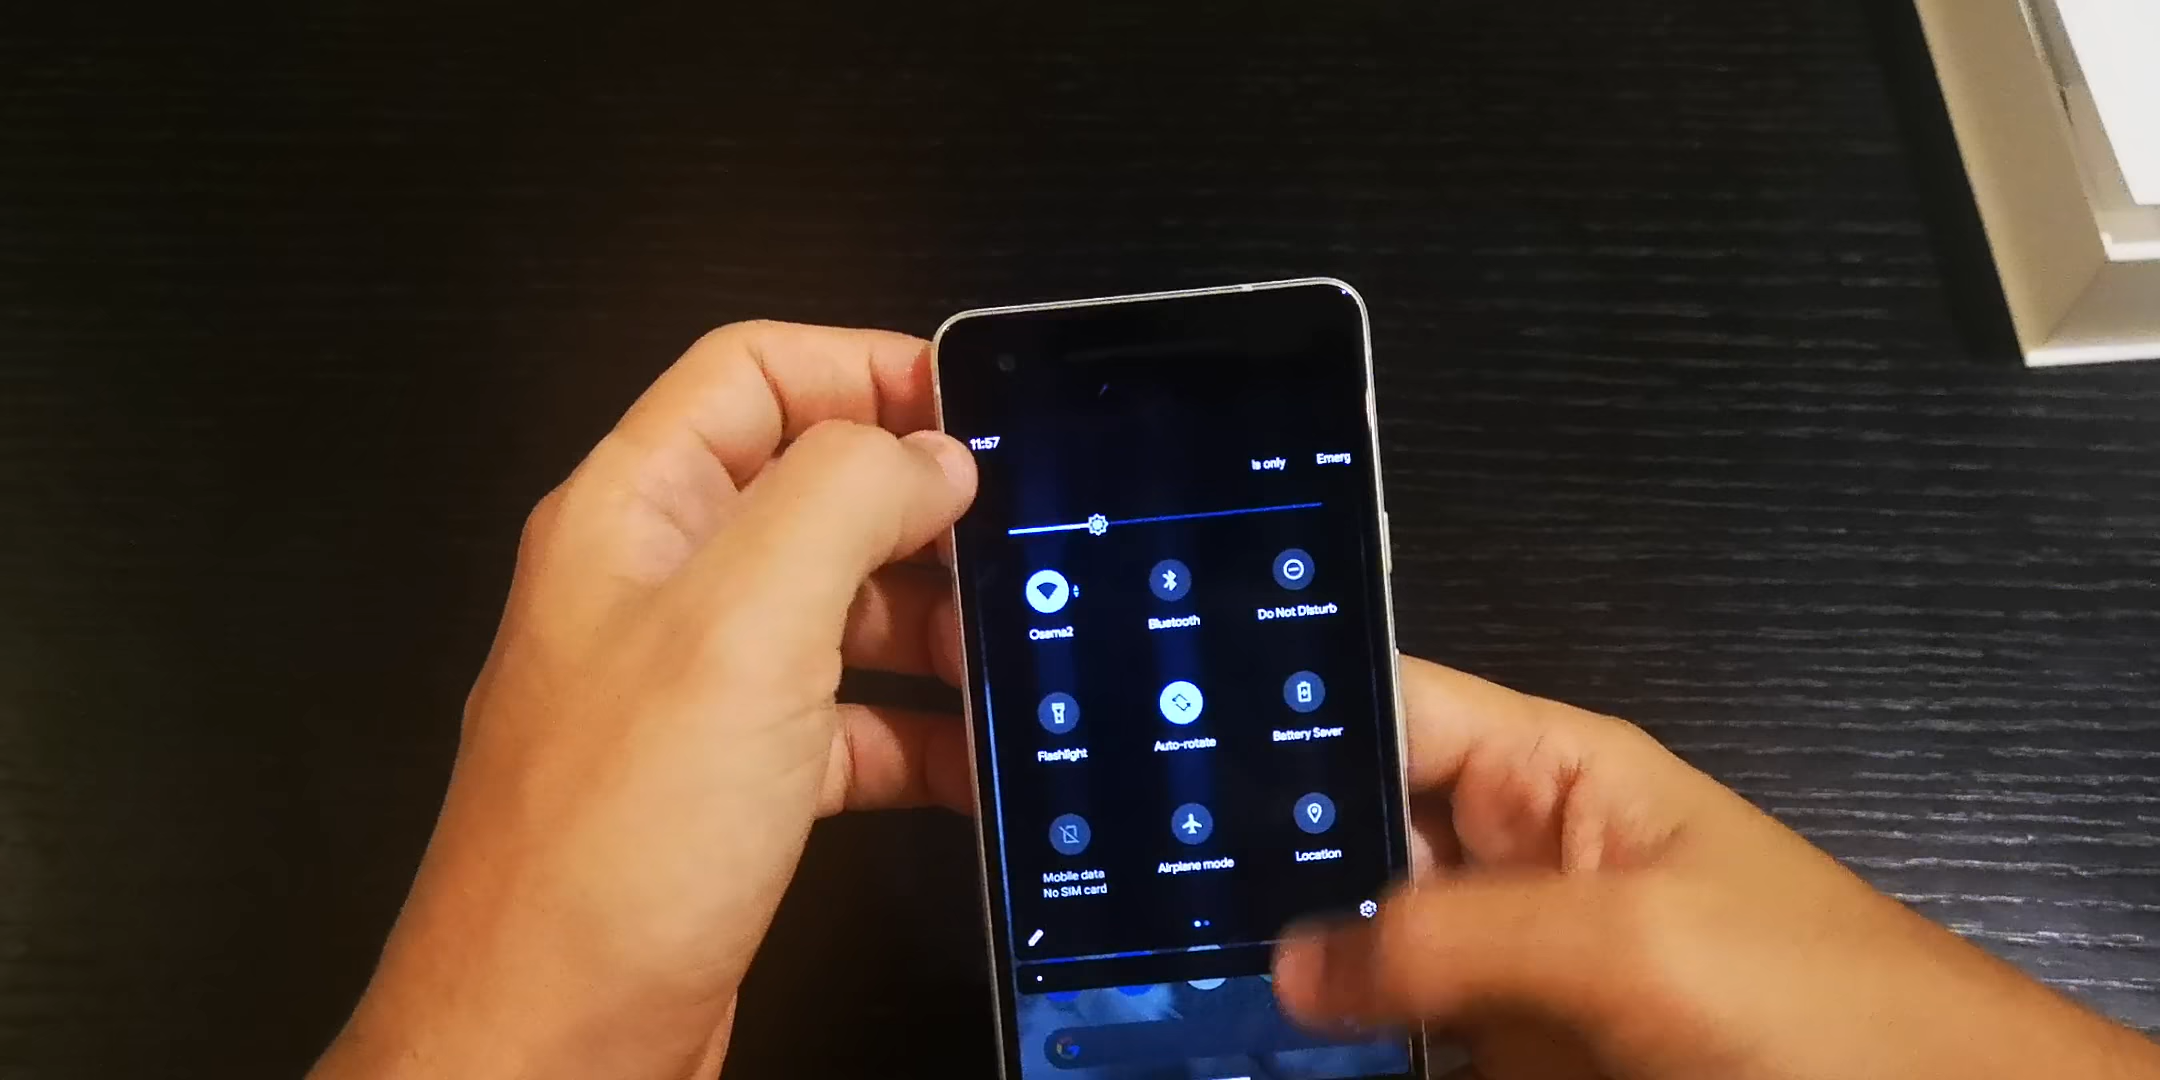 11:57
ls only Emerg
Osama2
Bluetooth
Do Not Disturb
Flashlight
Auto-rotate
Battery Saver
Mobile data
No SIM card
Airplane mode
Location
G